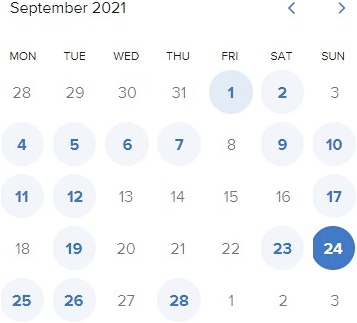 September 2021
MON TUE WED THU FRI SAT SUN
28 29 30 31 1 2 3
4 5 6 7 8 9 10
11 12 13 14 15 16 17
18 19 20 21 22 23 24
25 26 27 28 1 2 3